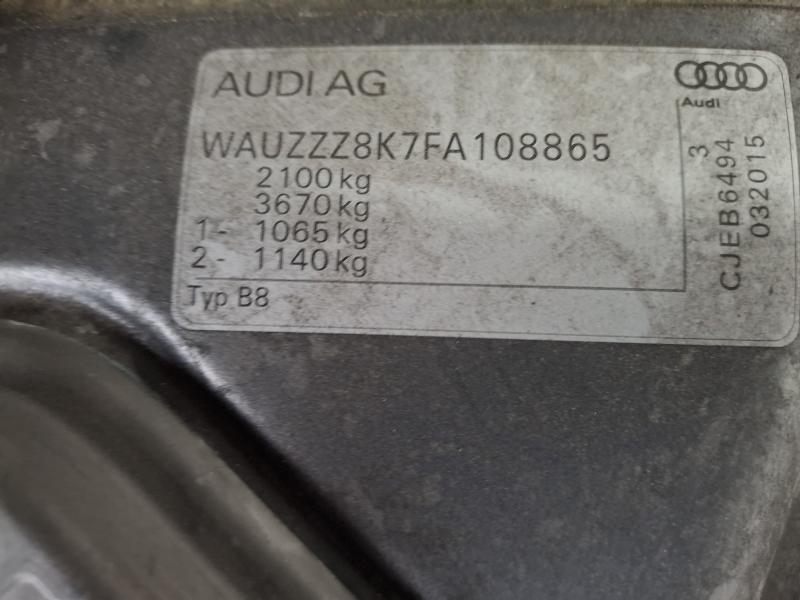 AUDI AG
Audi
WAUZZZ8K7FA108865
2100 kg
3670 kg
1- 1065 kg
2- 1140 kg
Typ B8
3
CJEB6494
032015